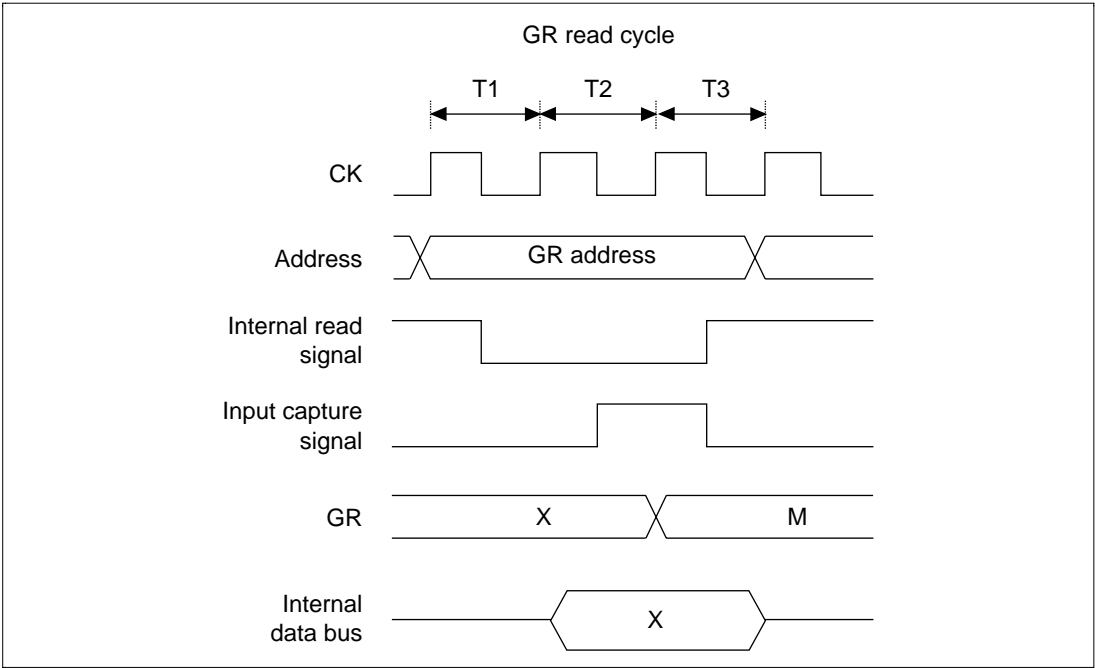 GR read cycle
T1 T2 T3
CK
Address
GR address
Internal read
signal
Input capture
signal
GR
X
M
Internal
data bus
X